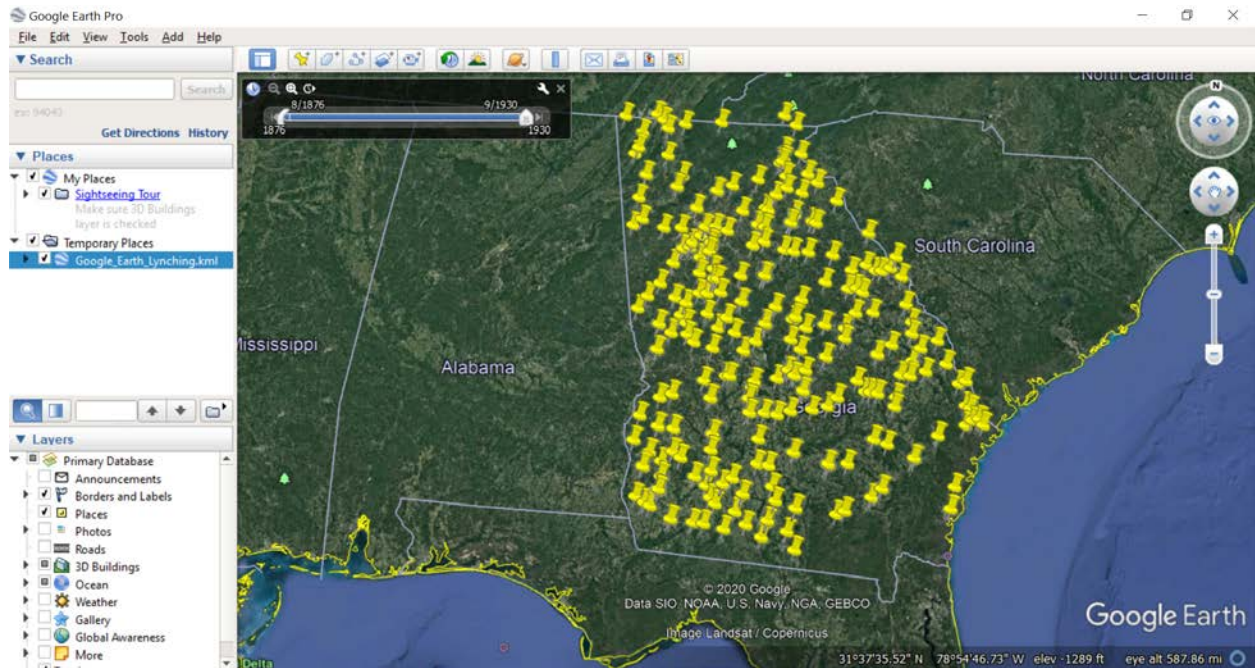 Google Earth Pro
File Edit View Tools Add Help
Search
Search
ex: 94043
Get Directions History
Places
My Places
Sightseeing Tour
Make sure 3D Buildings
layer is checked
Temporary Places
Google_Earth_Lynching.kml
Layers
Primary Database
Announcements
Borders and Labels
Places
Photos
Roads
3D Buildings
Ocean
Weather
Gallery
Global Awareness
More
8/1876 9/1930
1876 1930
North Carolina
N
South Carolina
Mississippi
Alabama
Georgia
© 2020 Google
Data SIO, NOAA, U.S. Navy, NGA, GEBCO
Image Landsat / Copernicus
Google Earth
Delta
31°37'35.52" N 78°54'46.73" W elev -1289 ft eye alt 587.86 mi